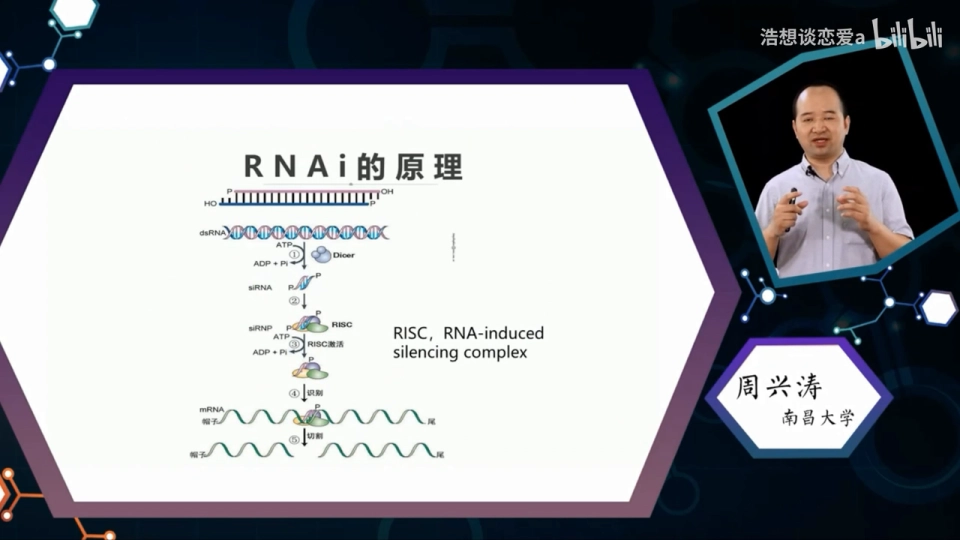 浩想谈恋爱a bilibili
RNAi的原理
P OH
HO P
dsRNA
ATP
① Dicer
ADP + Pi
siRNA P P
②
P
siRNP P RISC
ATP
③ RISC激活
ADP + Pi
P
④ 识别
mRNA P
帽子 尾
⑤ 切割
帽子 尾
RISC，RNA-induced
silencing complex
周兴涛
南昌大学